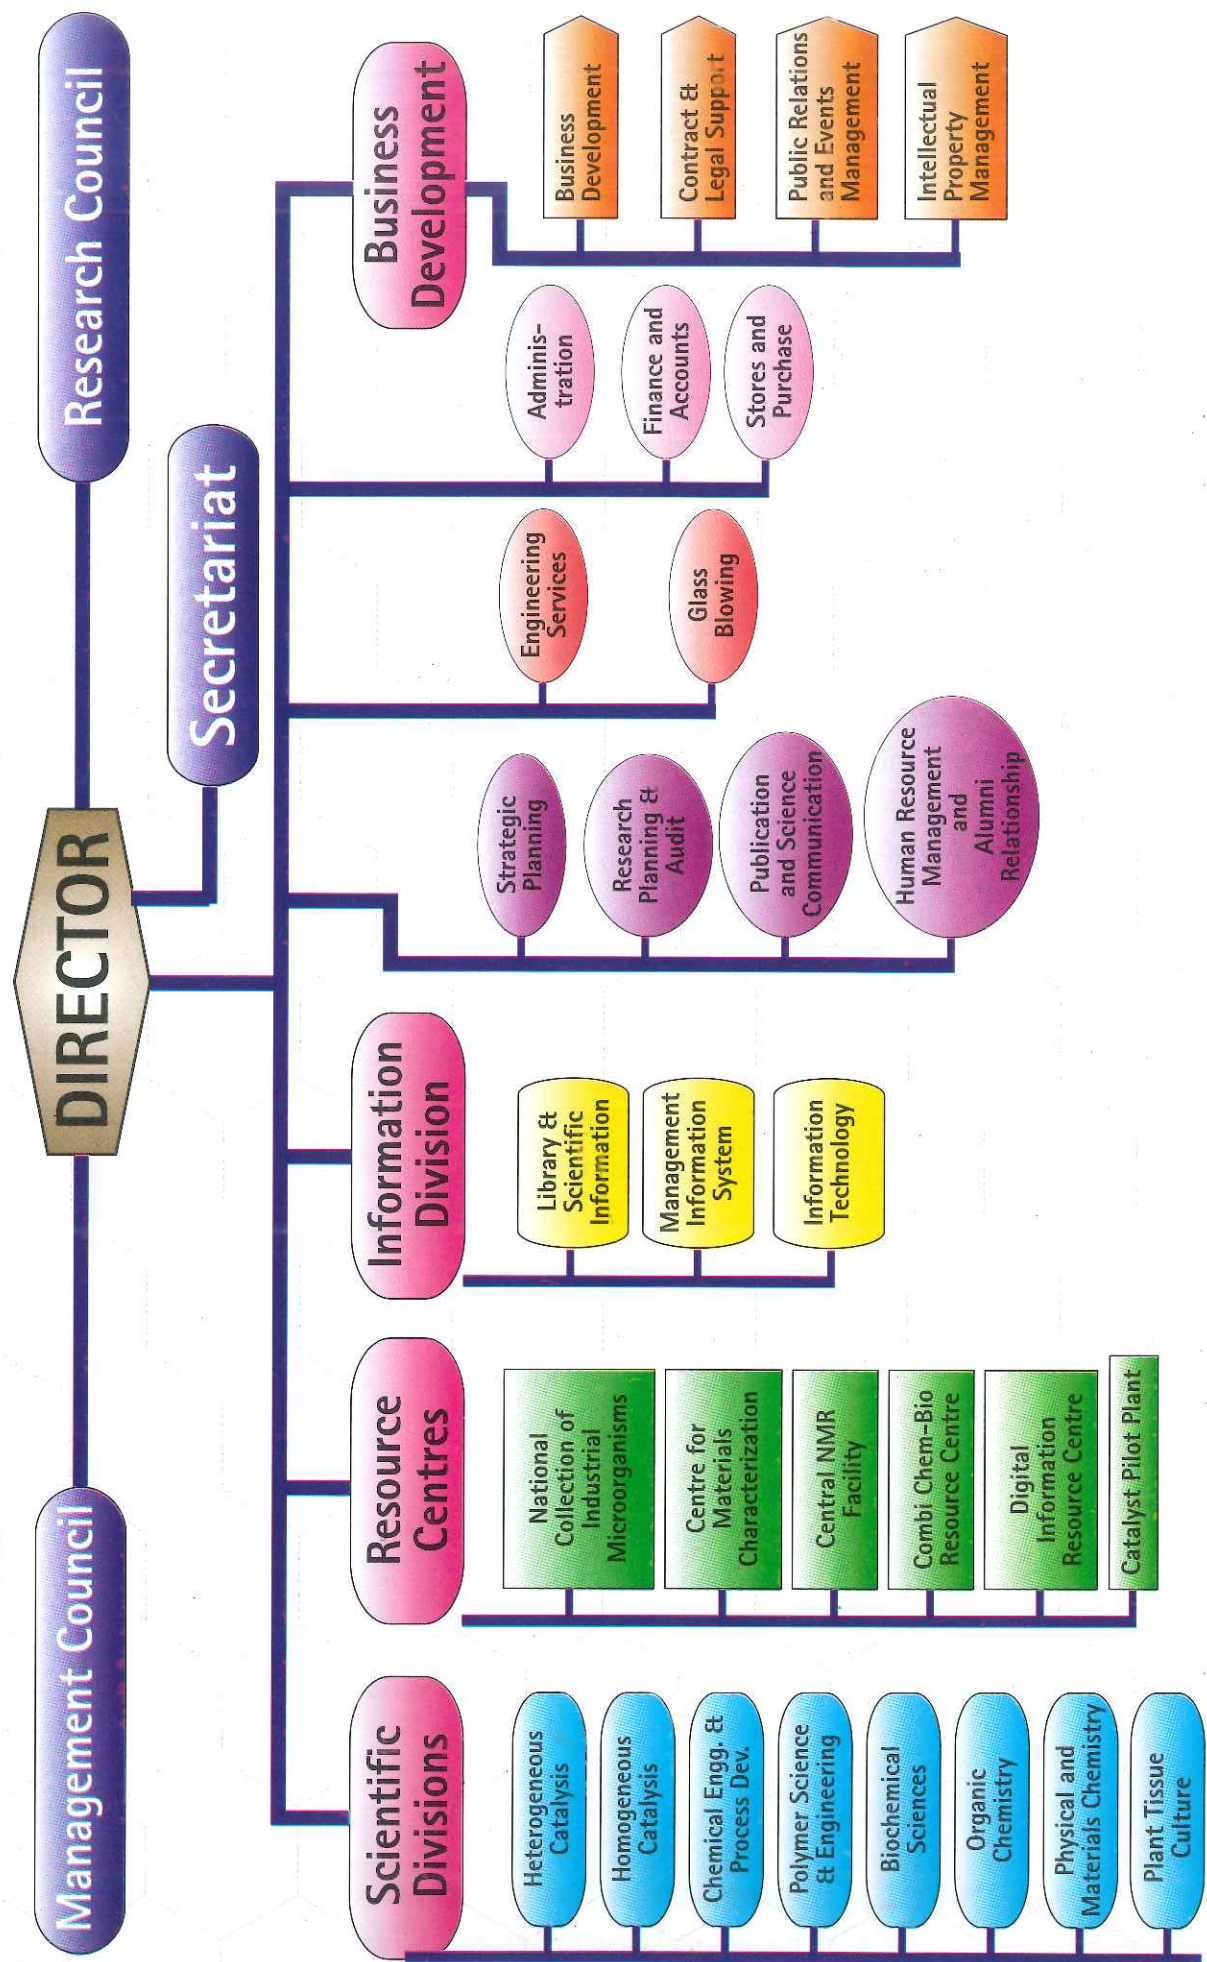 Management Council
DIRECTOR
Research Council
Secretariat
Scientific
Divisions
Heterogeneous
Catalysis
Homogeneous
Catalysis
Chemical Engg. &
Process Dev.
Polymer Science
& Engineering
Biochemical
Sciences
Organic
Chemistry
Physical and
Materials Chemistry
Plant Tissue
Culture
Resource
Centres
National
Collection of
Industrial
Microorganisms
Centre for
Materials
Characterization
Central NMR
Facility
Combi Chem-Bio
Resource Centre
Digital
Information
Resource Centre
Catalyst Pilot Plant
Information
Division
Library &
Scientific
Information
Management
Information
System
Information
Technology
Strategic
Planning
Research
Planning &
Audit
Publication
and Science
Communication
Human Resource
Management
and
Alumni
Relationship
Engineering
Services
Glass
Blowing
Adminis-
tration
Finance and
Accounts
Stores and
Purchase
Business
Development
Business
Development
Contract &
Legal Support
Public Relations
and Events
Management
Intellectual
Property
Management